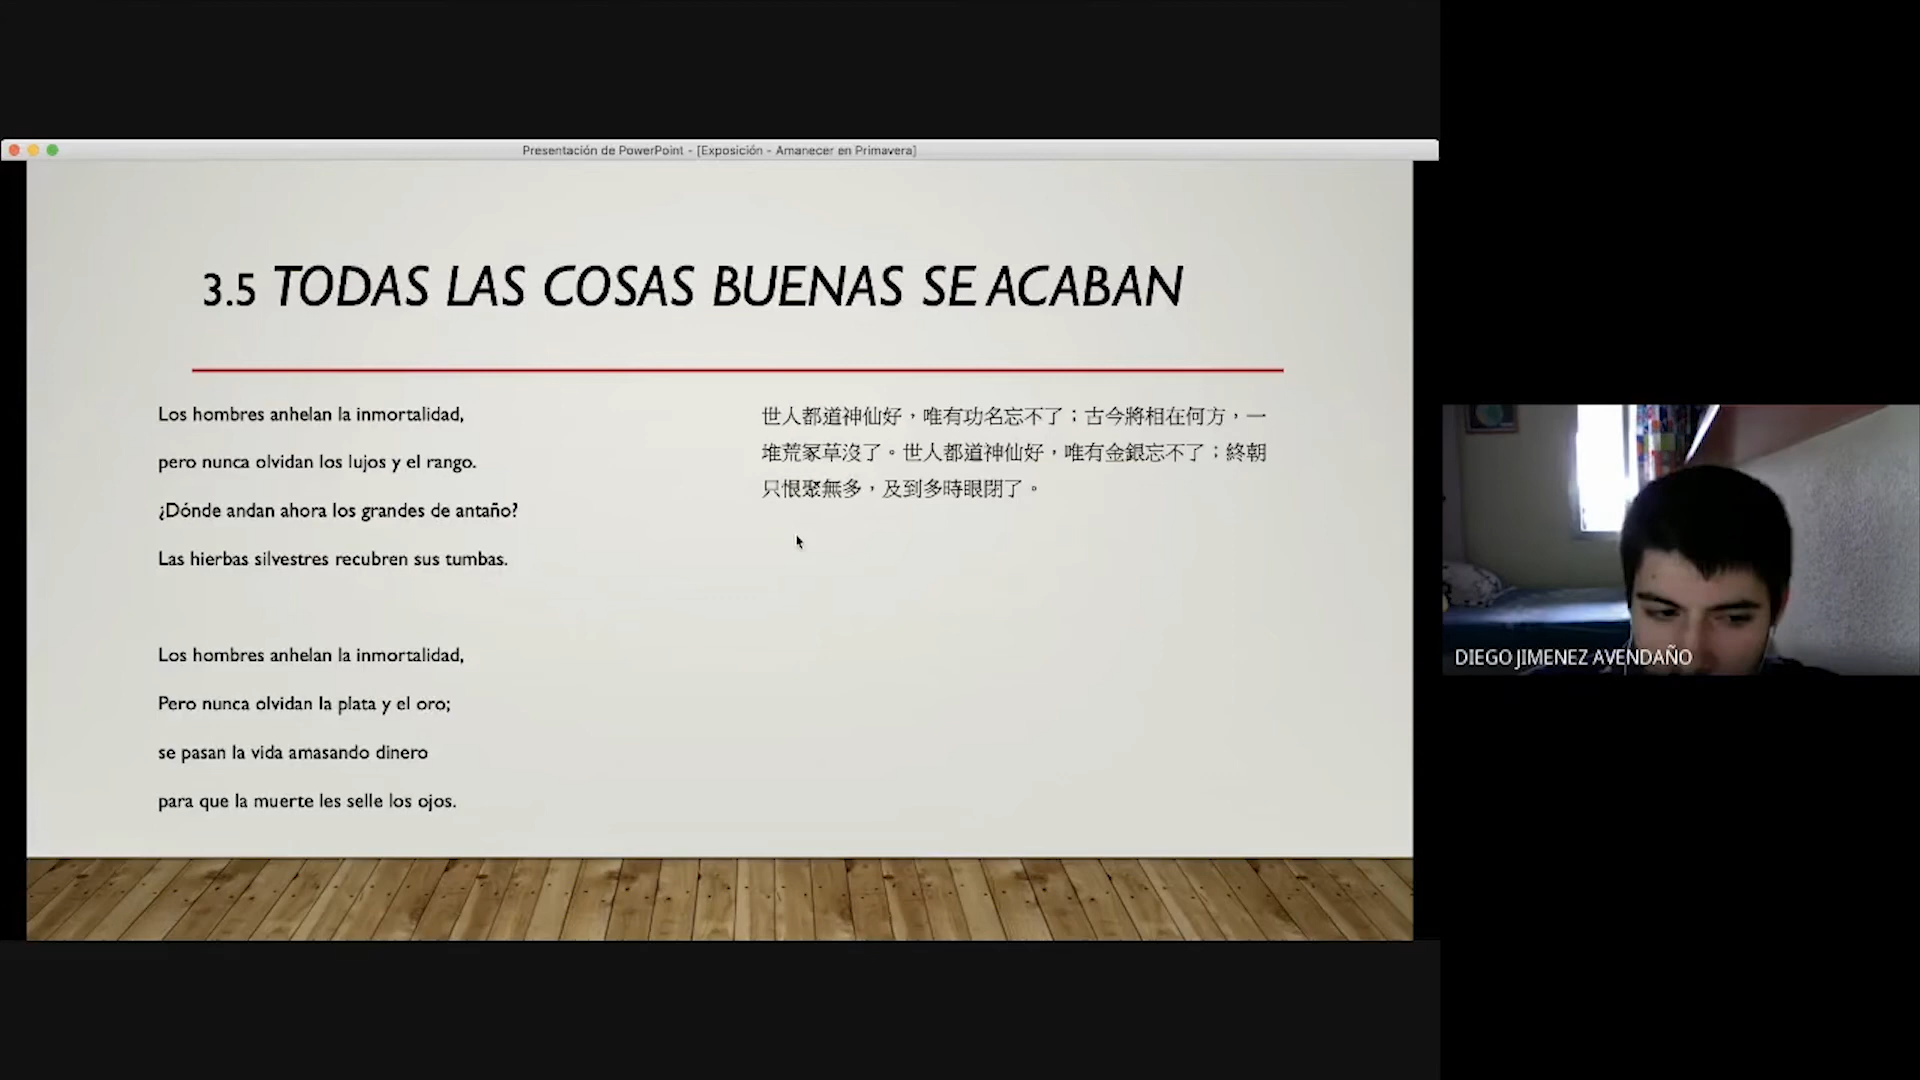 Presentación de PowerPoint - [Exposición - Amanecer en Primavera]
3.5 TODAS LAS COSAS BUENAS SE ACABAN
Los hombres anhelan la inmortalidad,
pero nunca olvidan los lujos y el rango.
¿Dónde andan ahora los grandes de antaño?
Las hierbas silvestres recubren sus tumbas.
Los hombres anhelan la inmortalidad,
Pero nunca olvidan la plata y el oro;
se pasan la vida amasando dinero
para que la muerte les selle los ojos.
世人都道神仙好，唯有功名忘不了；古今將相在何方，一
堆荒冢草沒了。世人都道神仙好，唯有金銀忘不了；終朝
只恨聚無多，及到多時眼閉了。
DIEGO JIMENEZ AVENDAÑO